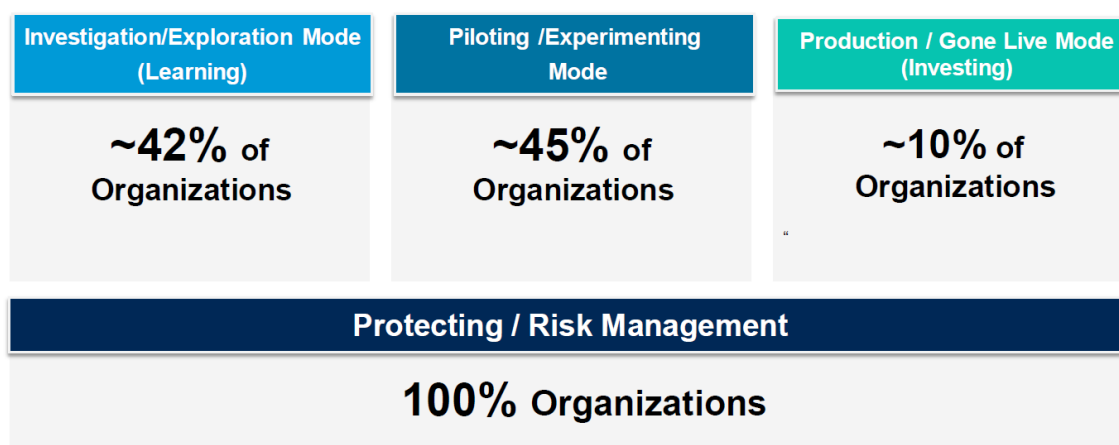 Investigation/Exploration Mode
(Learning)
~42% of
Organizations
Piloting /Experimenting
Mode
~45% of
Organizations
Production / Gone Live Mode
(Investing)
~10% of
Organizations
“
Protecting / Risk Management
100% Organizations